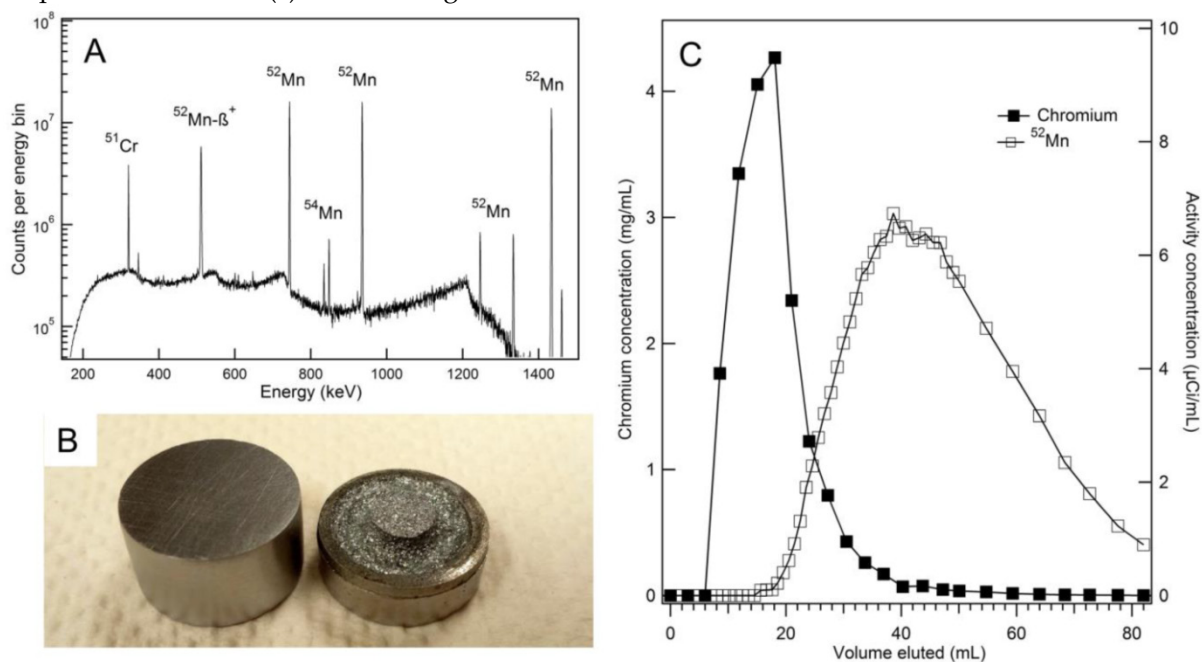 A
10⁸
10⁷
10⁶
10⁵
Counts per energy bin
⁵¹Cr
⁵²Mn-ß⁺
⁵²Mn
⁵⁴Mn
⁵²Mn
⁵²Mn
⁵²Mn
200 400 600 800 1000 1200 1400
Energy (keV)
B
C
Chromium
⁵²Mn
Chromium concentration (mg/mL)
4
3
2
1
0
10
8
6
4
2
0
Activity concentration (µCi/mL)
0 20 40 60 80
Volume eluted (mL)